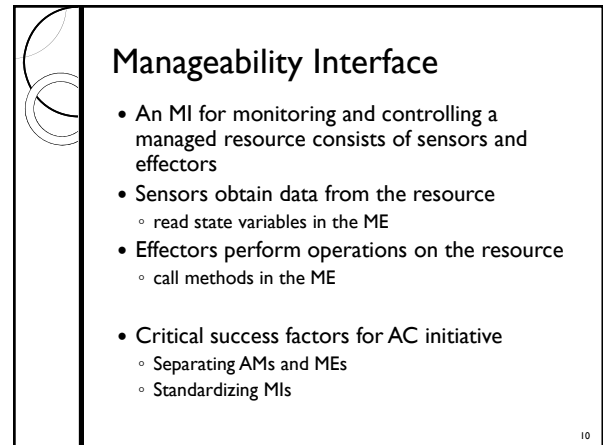 Manageability Interface
• An MI for monitoring and controlling a
managed resource consists of sensors and
effectors
• Sensors obtain data from the resource
◦ read state variables in the ME
• Effectors perform operations on the resource
◦ call methods in the ME
• Critical success factors for AC initiative
◦ Separating AMs and MEs
◦ Standardizing MIs
10